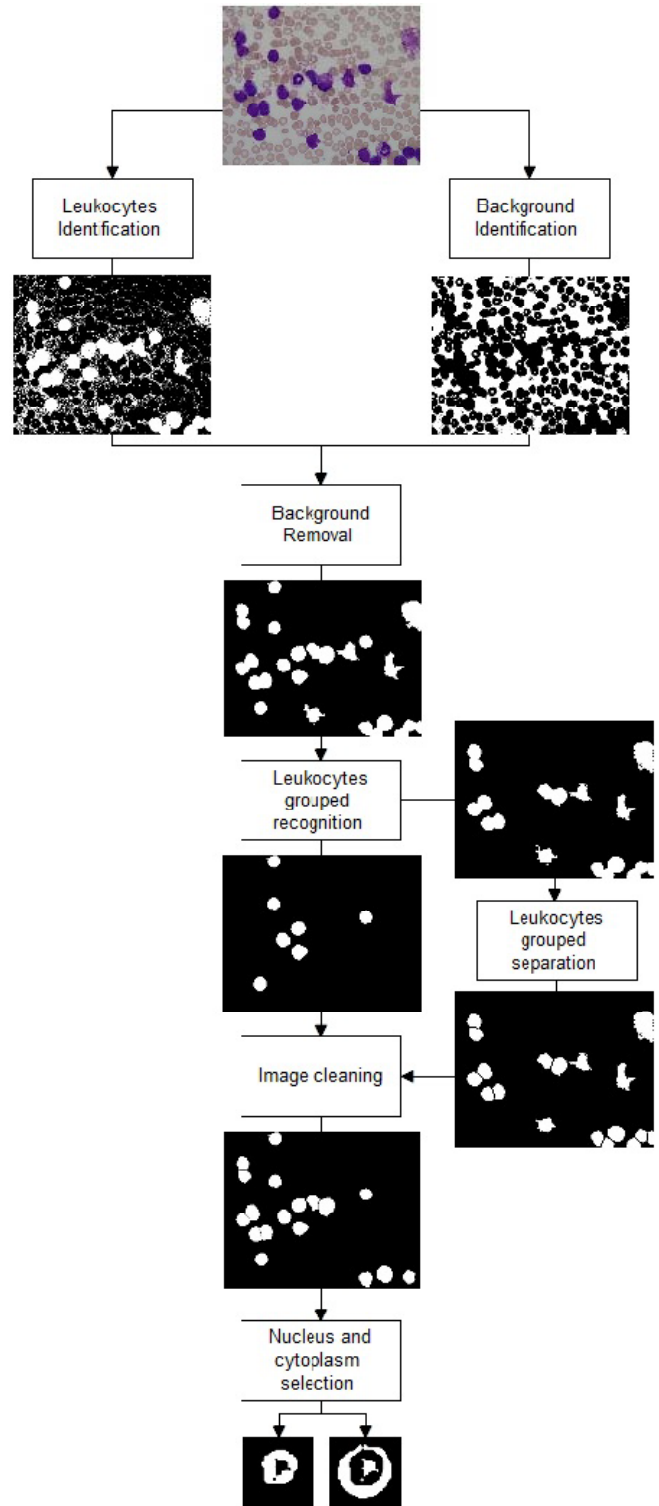 Leukocytes
Identification
Background
Identification
Background
Removal
Leukocytes
grouped
recognition
Leukocytes
grouped
separation
Image cleaning
Nucleus and
cytoplasm
selection